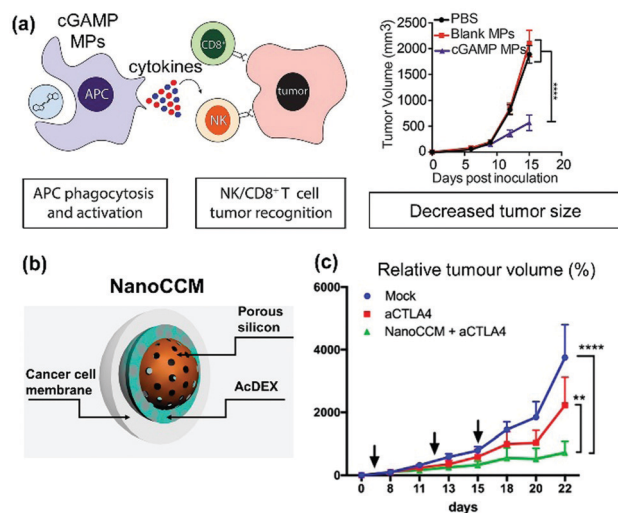 (a)
cGAMP
MPs
APC
cytokines
CD8+
NK
tumor
APC phagocytosis
and activation
NK/CD8+ T cell
tumor recognition
Tumor Volume (mm3)
2500
2000
1500
1000
500
0
0 5 10 15 20
Days post inoculation
PBS
Blank MPs
cGAMP MPs
****
Decreased tumor size
(b)
NanoCCM
Porous
silicon
Cancer cell
membrane
AcDEX
(c)
Relative tumour volume (%)
6000
4000
2000
0
Mock
aCTLA4
NanoCCM + aCTLA4
**
****
0 8 11 13 15 18 20 22
days